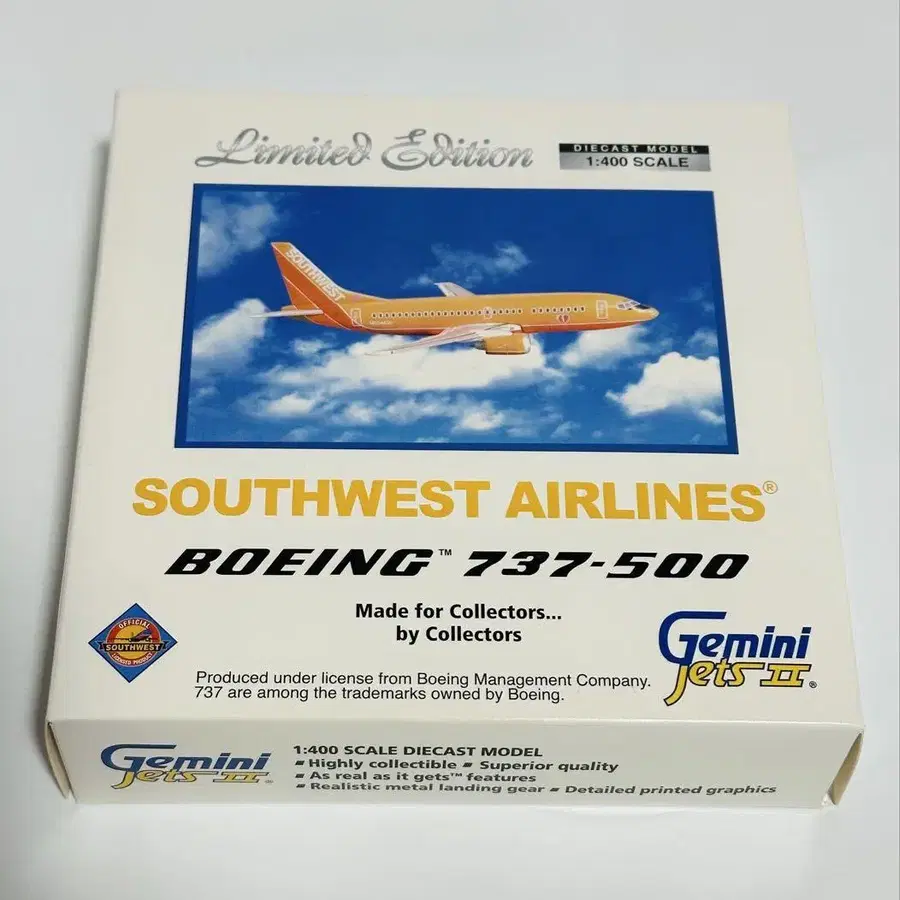 Limited Edition
DIECAST MODEL
1:400 SCALE
SOUTHWEST
SOUTHWEST AIRLINES®
BOEING™ 737-500
Made for Collectors...
by Collectors
OFFICIAL
SOUTHWEST
LICENSED PRODUCT
Gemini
Jets II®
Produced under license from Boeing Management Company.
737 are among the trademarks owned by Boeing.
Gemini
Jets II®
1:400 SCALE DIECAST MODEL
Highly collectible Superior quality
As real as it gets™ features
Realistic metal landing gear Detailed printed graphics